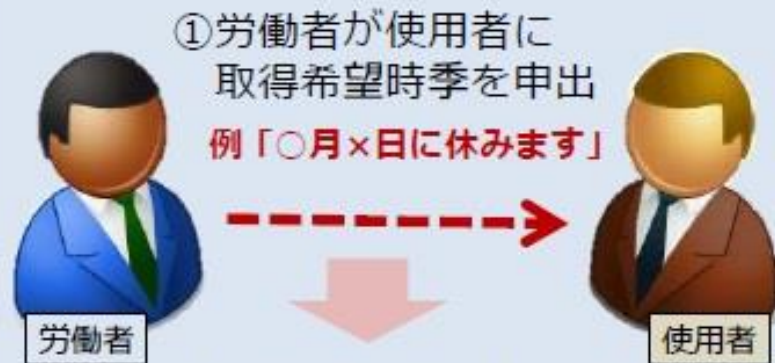 ①労働者が使用者に
取得希望時季を申出
例「○月×日に休みます」
労働者
使用者